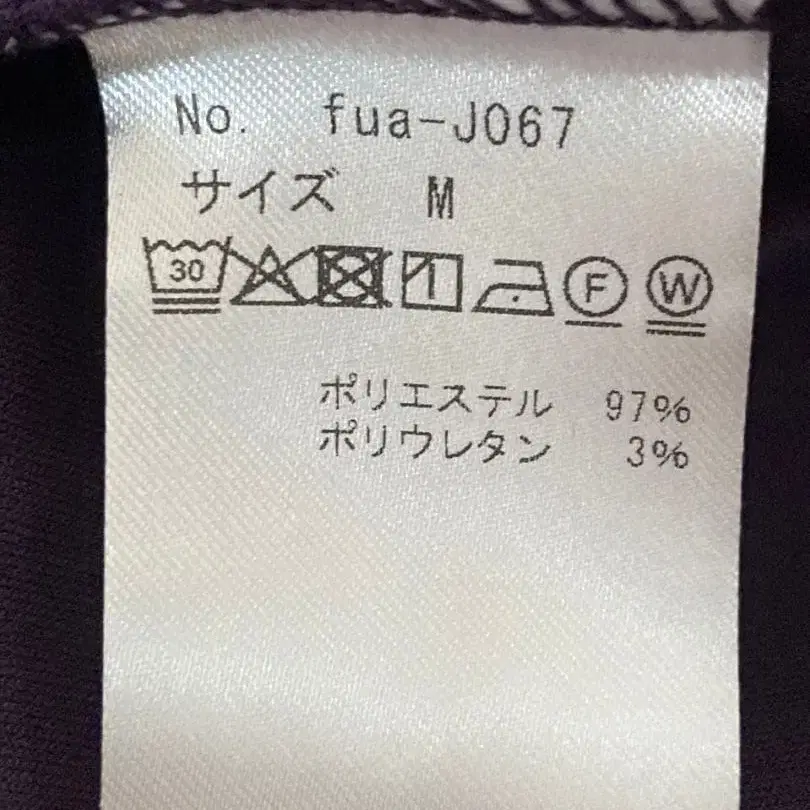 No. fua-J067
サイズ M
30 F W
ポリエステル 97%
ポリウレタン 3%